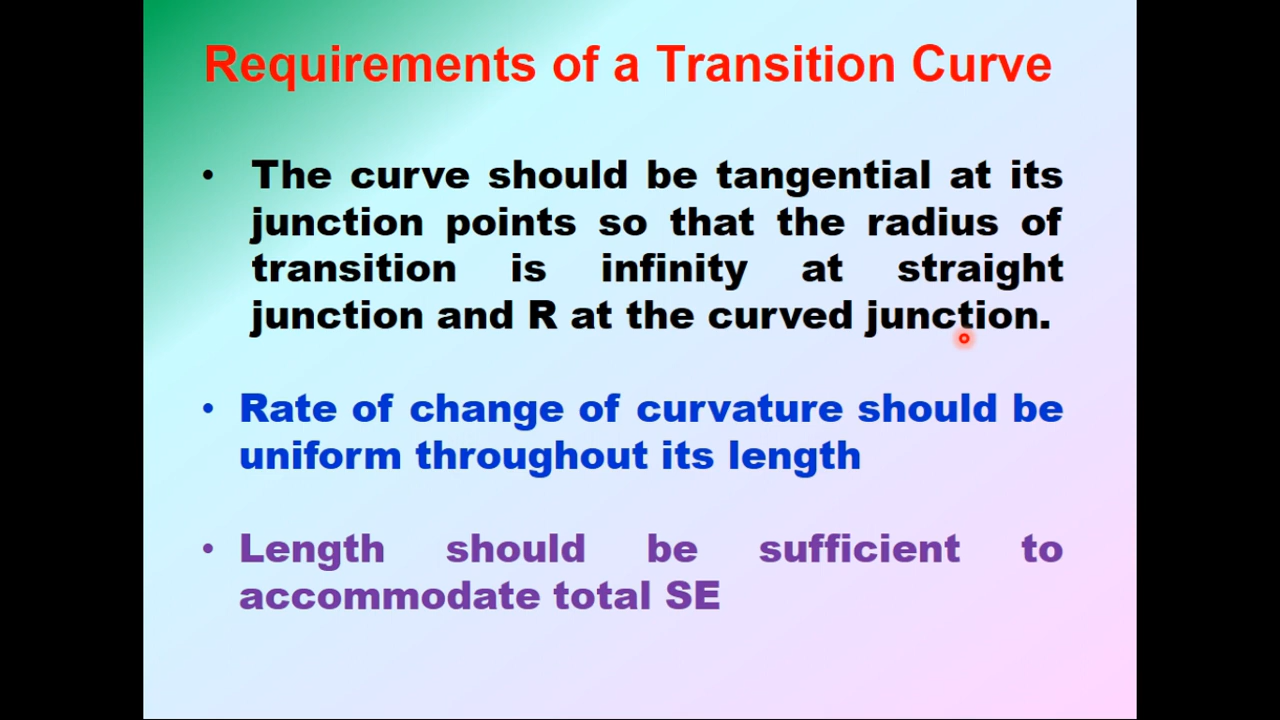 Requirements of a Transition Curve
• The curve should be tangential at its
junction points so that the radius of
transition is infinity at straight
junction and R at the curved junction.
• Rate of change of curvature should be
uniform throughout its length
• Length should be sufficient to
accommodate total SE